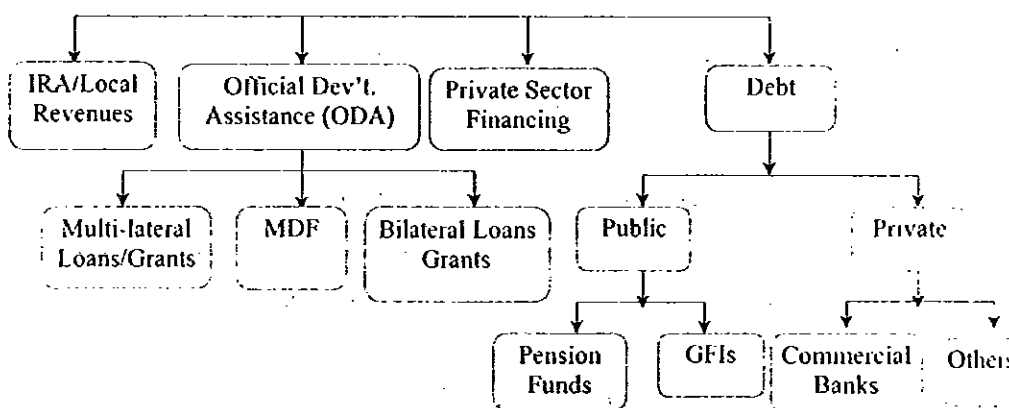 IRA/Local
Revenues
Official Dev't.
Assistance (ODA)
Private Sector
Financing
Debt
Multi-lateral
Loans/Grants
MDF
Bilateral Loans
Grants
Public
Private
Pension
Funds
GFIs
Commercial
Banks
Others